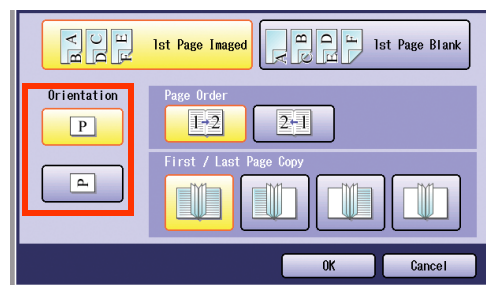 B A D C F E 1st Page Imaged A C B E D F 1st Page Blank
Orientation Page Order
P 1→2 2←1
P First / Last Page Copy
OK Cancel